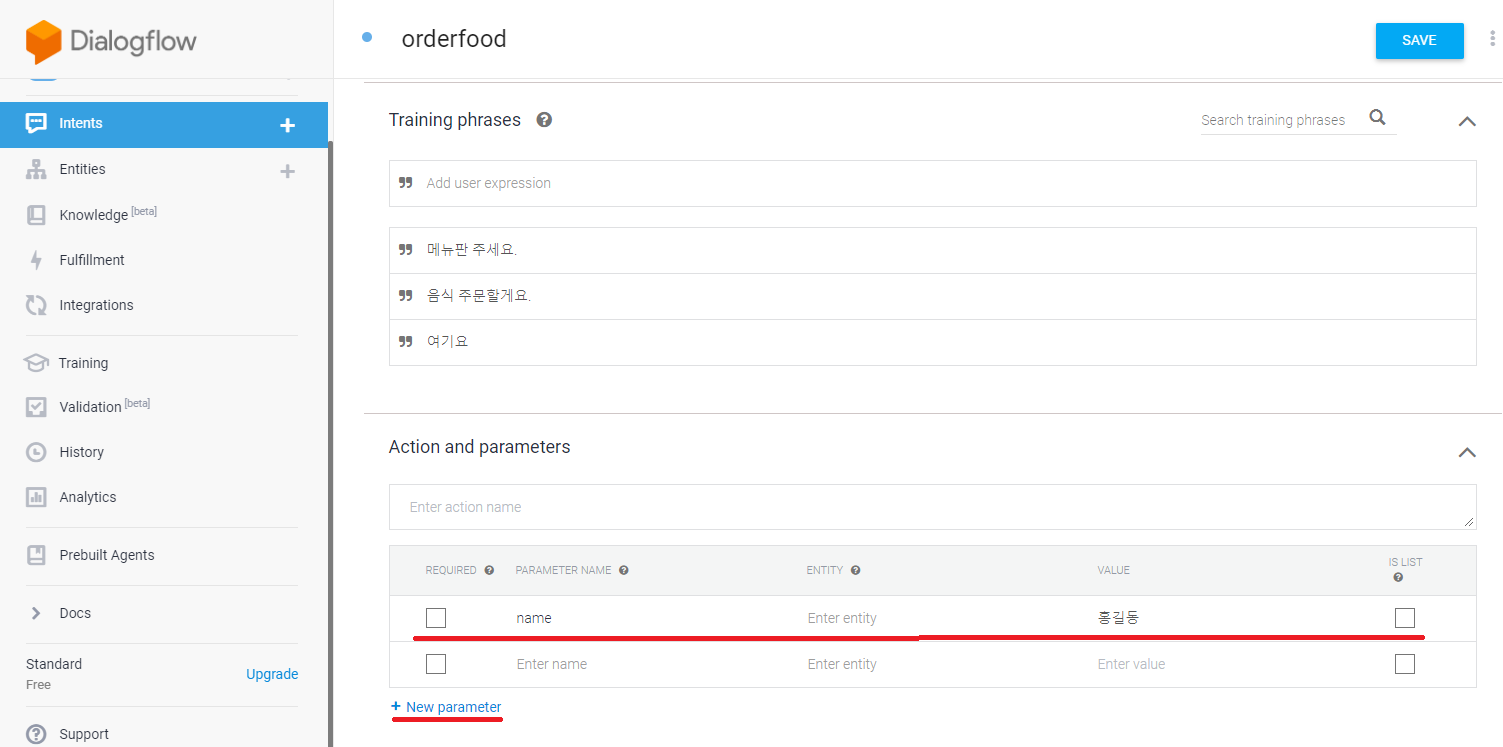 Dialogflow
Intents
Entities
Knowledge [beta]
Fulfillment
Integrations
Training
Validation [beta]
History
Analytics
Prebuilt Agents
Docs
Standard
Free
Upgrade
Support
orderfood
SAVE
Training phrases
Search training phrases
Add user expression
메뉴판 주세요.
음식 주문할게요.
여기요
Action and parameters
Enter action name
REQUIRED PARAMETER NAME ENTITY VALUE IS LIST
name Enter entity 홍길동
Enter name Enter entity Enter value
+ New parameter